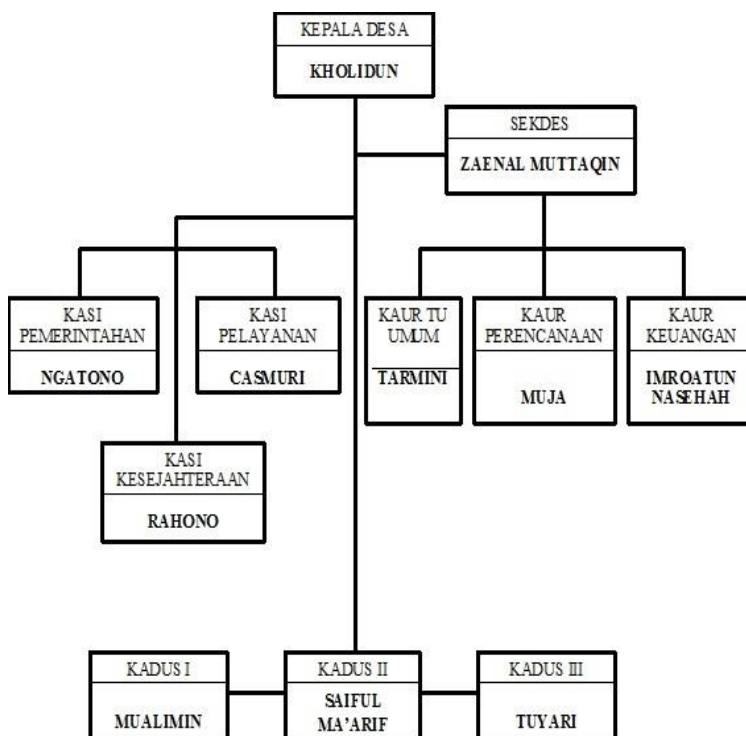 KEPALA DESA
KHOLIDUN
SEKDES
ZAENAL MUTTAQIN
KASI
PEMERINTAHAN
NGATONO
KASI
PELAYANAN
CASMURI
KAUR TU
UMUM
TARMINI
KAUR
PERENCANAAN
MUJA
KAUR
KEUANGAN
IMROATUN
NASEHAH
KASI
KESEJAHTERAAN
RAHONO
KADUS I
MUALIMIN
KADUS II
SAIFUL
MA'ARIF
KADUS III
TUYARI